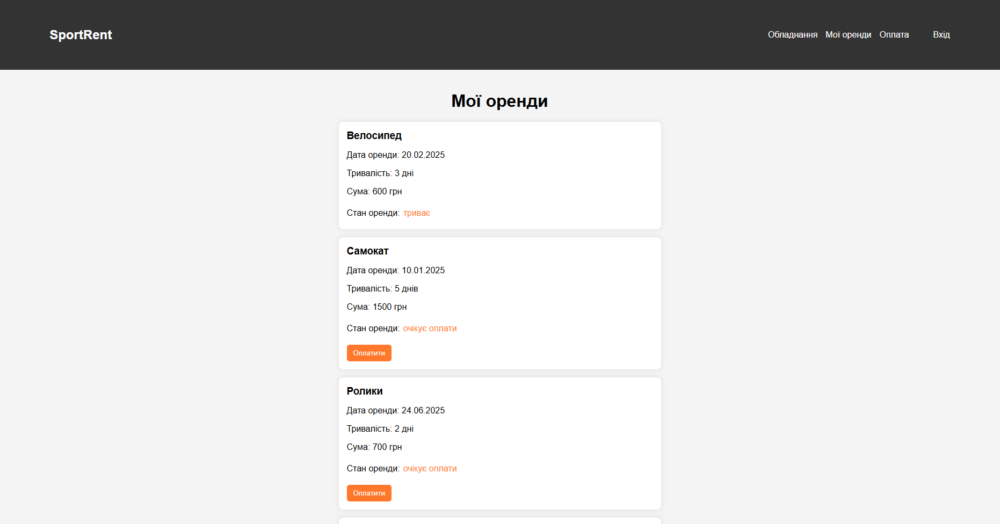 SportRent
Обладнання Мої оренди Оплата Вхід
Мої оренди
Велосипед
Дата оренди: 20.02.2025
Тривалість: 3 дні
Сума: 600 грн
Стан оренди: триває
Самокат
Дата оренди: 10.01.2025
Тривалість: 5 днів
Сума: 1500 грн
Стан оренди: очікує оплати
Оплатити
Ролики
Дата оренди: 24.06.2025
Тривалість: 2 дні
Сума: 700 грн
Стан оренди: очікує оплати
Оплатити